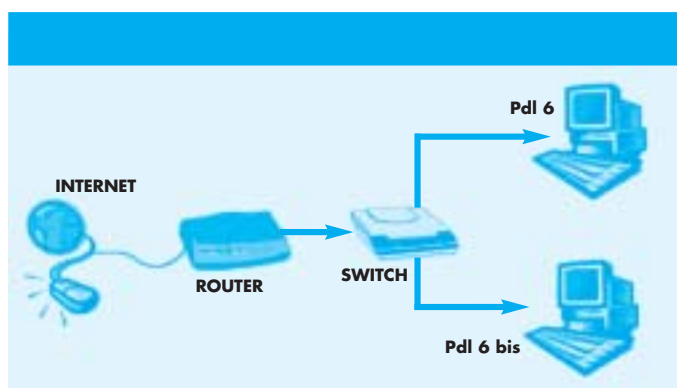 Pdl 6
INTERNET
ROUTER
SWITCH
Pdl 6 bis